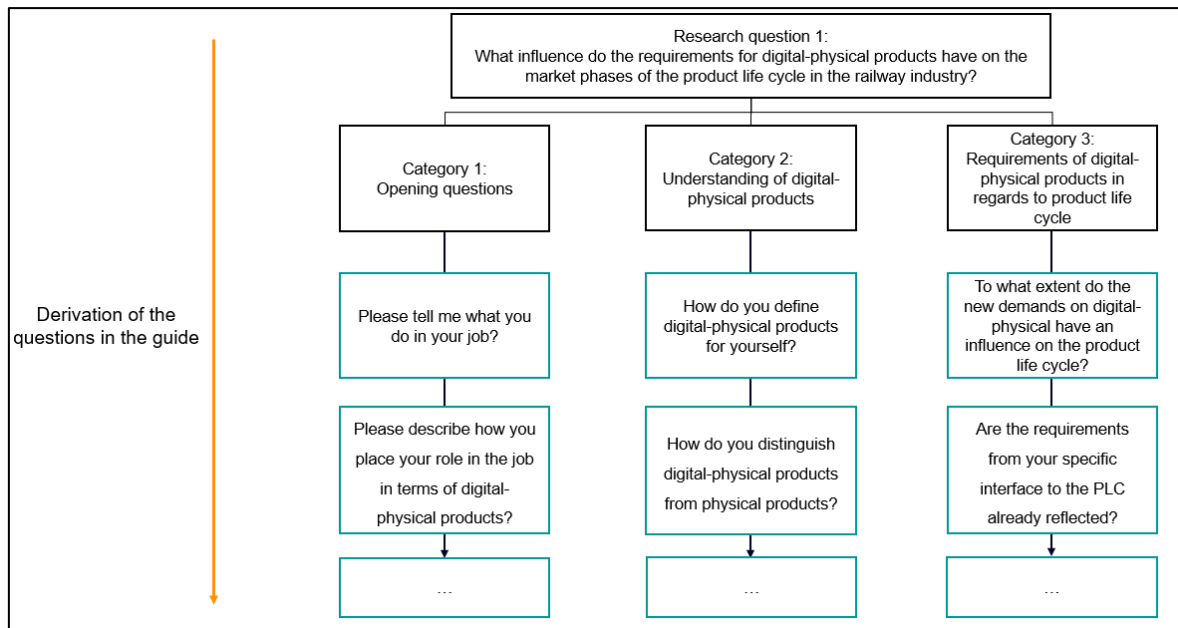 Research question 1:
What influence do the requirements for digital-physical products have on the
market phases of the product life cycle in the railway industry?
Category 1:
Opening questions
Category 2:
Understanding of digital-
physical products
Category 3:
Requirements of digital-
physical products in
regards to product life
cycle
Derivation of the
questions in the guide
Please tell me what you
do in your job?
How do you define
digital-physical products
for yourself?
To what extent do the
new demands on digital-
physical have an
influence on the product
life cycle?
Please describe how you
place your role in the job
in terms of digital-
physical products?
How do you distinguish
digital-physical products
from physical products?
Are the requirements
from your specific
interface to the PLC
already reflected?
…
…
…